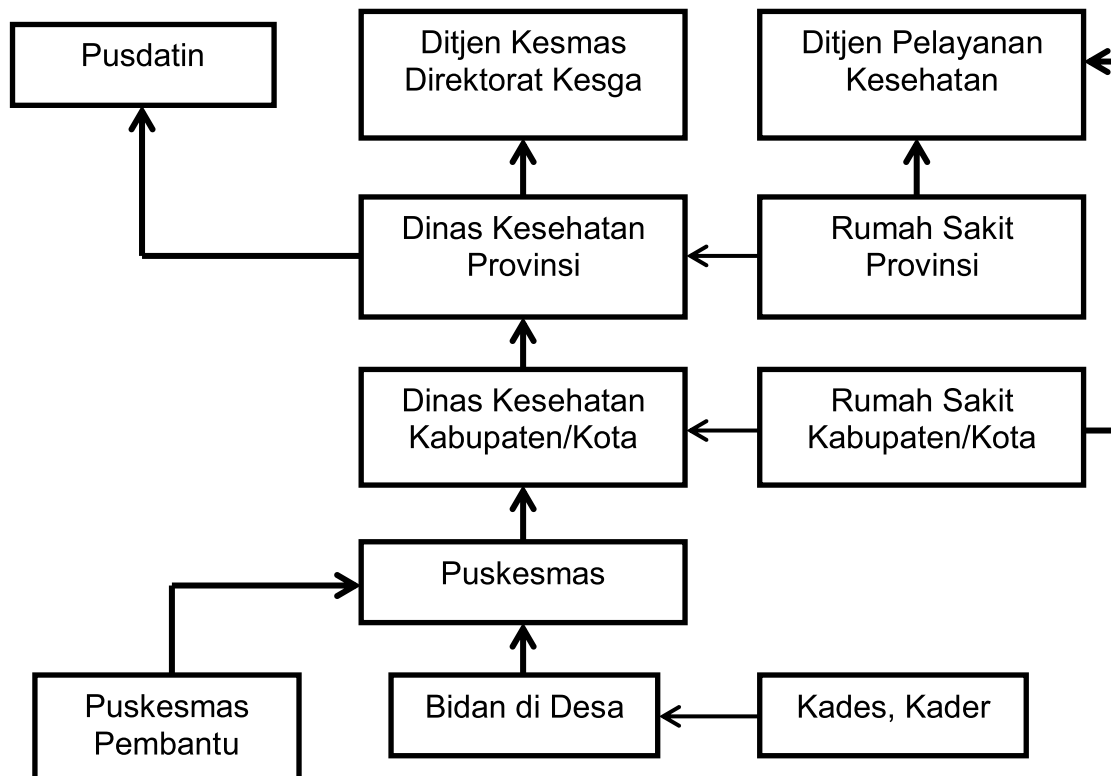 Pusdatin
Ditjen Kesmas
Direktorat Kesga
Ditjen Pelayanan
Kesehatan
Dinas Kesehatan
Provinsi
Rumah Sakit
Provinsi
Dinas Kesehatan
Kabupaten/Kota
Rumah Sakit
Kabupaten/Kota
Puskesmas
Puskesmas
Pembantu
Bidan di Desa
Kades, Kader